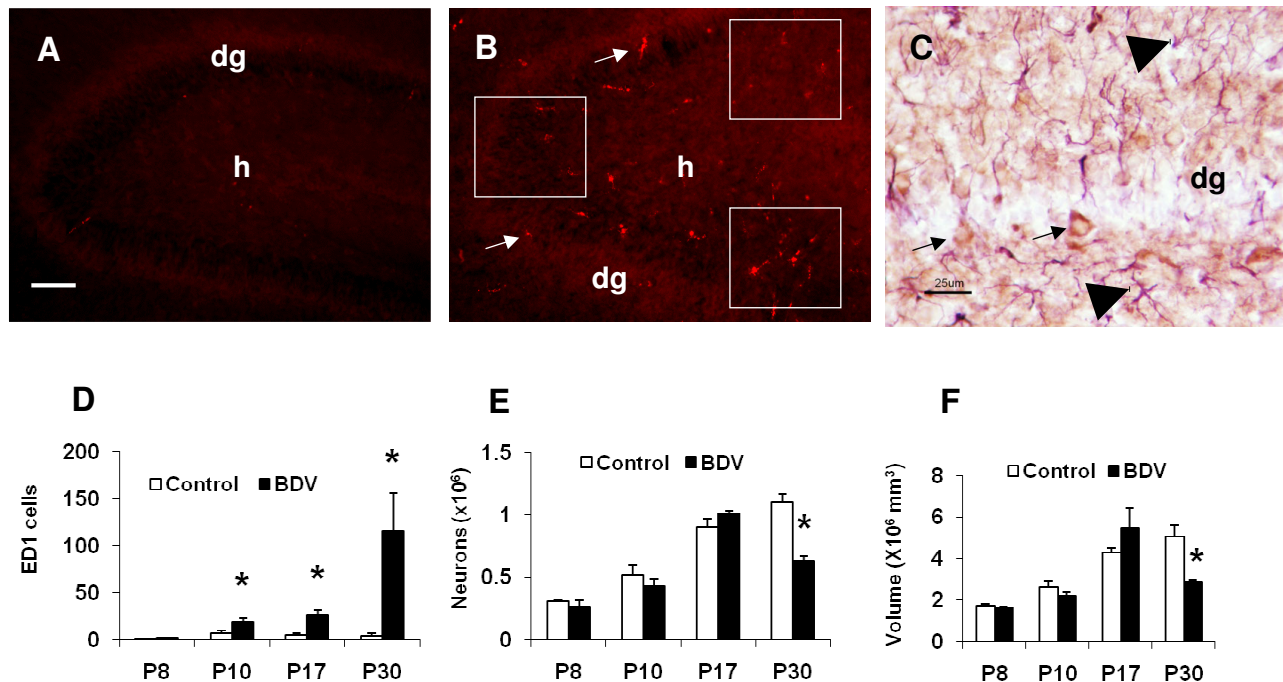 A
dg
h
B
h
dg
C
dg
25um
D
200
150
100
50
0
ED1 cells
Control BDV
*
*
*
P8 P10 P17 P30
E
1.5
1
0.5
0
Neurons (x10⁶)
Control BDV
*
P8 P10 P17 P30
F
8
6
4
2
0
Volume (X10⁶ mm³)
Control BDV
*
P8 P10 P17 P30